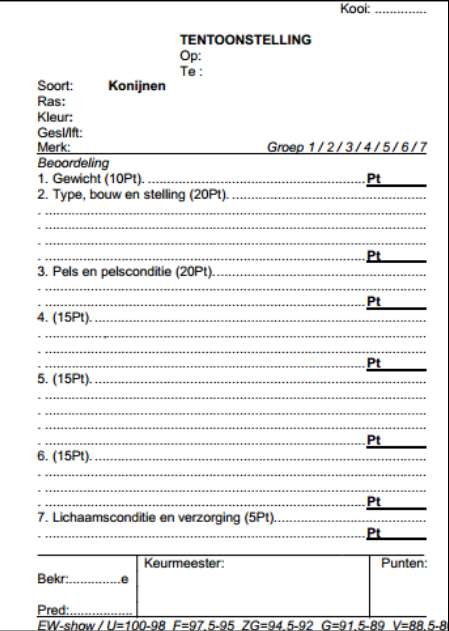 Kooi: ..............
TENTOONSTELLING
Op:
Te :
Soort: Konijnen
Ras:
Kleur:
Gesl/lft:
Merk: Groep 1 / 2 / 3 / 4 / 5 / 6 / 7
Beoordeling
1. Gewicht (10Pt). ................................ Pt
2. Type, bouw en stelling (20Pt). ................................
. ................................
. ................................
. ................................
. ................................ Pt
3. Pels en pelsconditie (20Pt). ................................
. ................................
. ................................ Pt
4. (15Pt). ................................
. ................................
. ................................
. ................................ Pt
5. (15Pt). ................................
. ................................
. ................................
. ................................
. ................................ Pt
6. (15Pt). ................................
. ................................
. ................................
. ................................ Pt
7. Lichaamsconditie en verzorging (5Pt). ................................
. ................................ Pt
Keurmeester: Punten:
Bekr:..............e
Pred:.................
EW-show / U=100-98 F=97,5-95 ZG=94,5-92 G=91,5-89 V=88,5-8